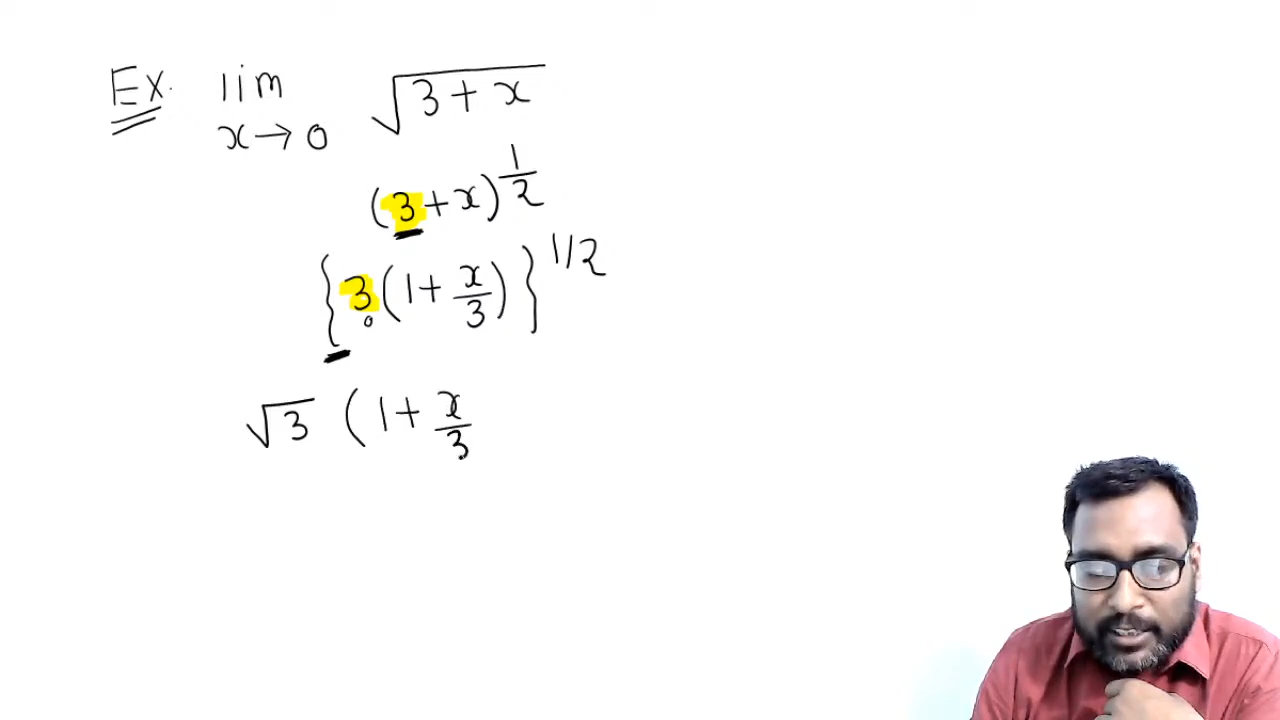 Ex. lim √(3 + x)
x → 0
(3 + x)^1/2
{3(1 + x/3)}^1/2
√3 (1 + x/3